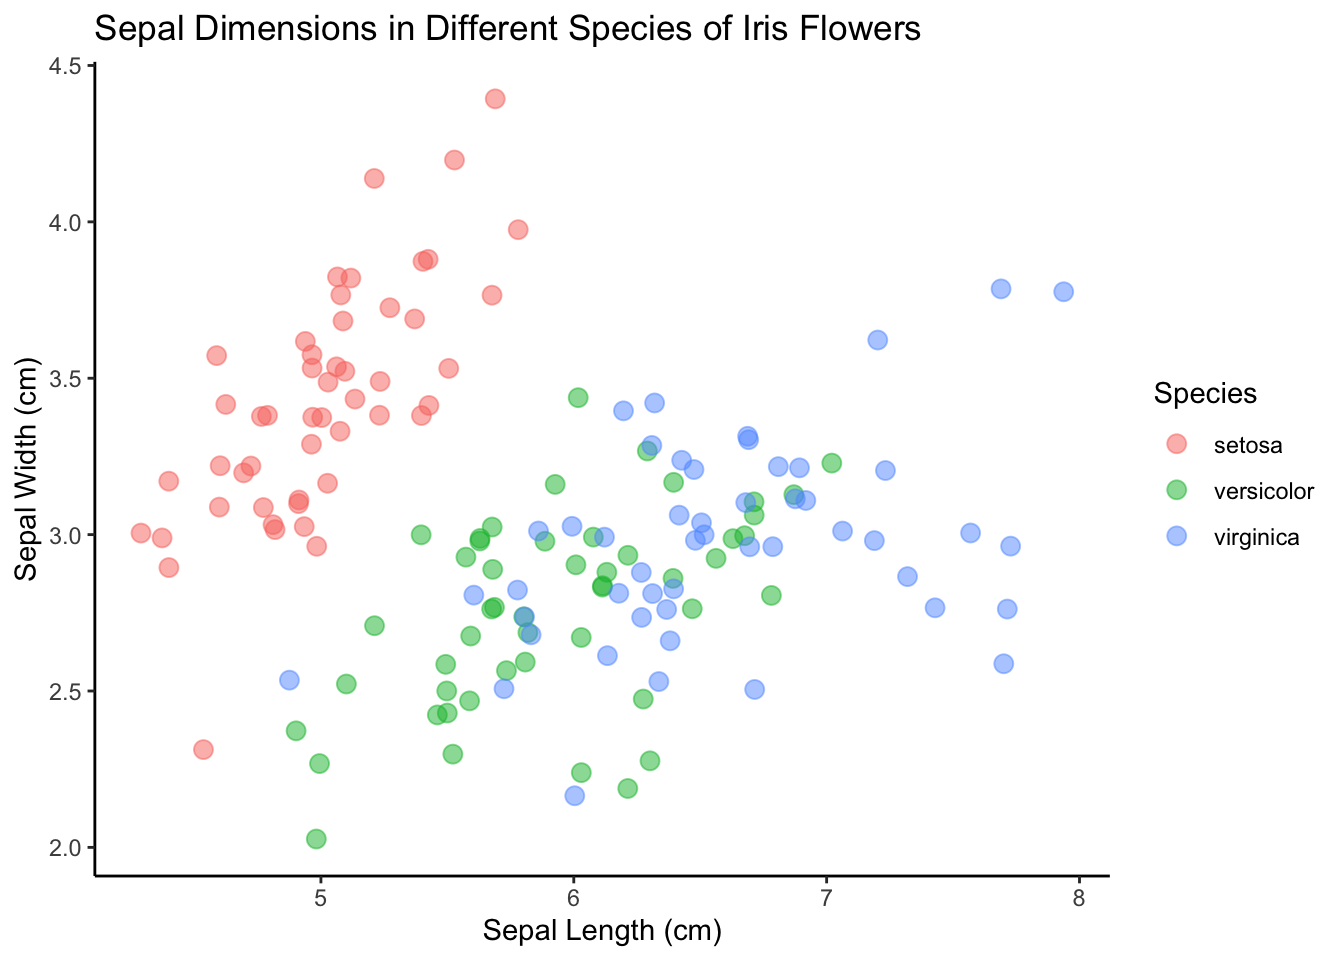 Sepal Dimensions in Different Species of Iris Flowers
4.5
4.0
3.5
3.0
2.5
2.0
Sepal Width (cm)
5 6 7 8
Sepal Length (cm)
Species
setosa
versicolor
virginica